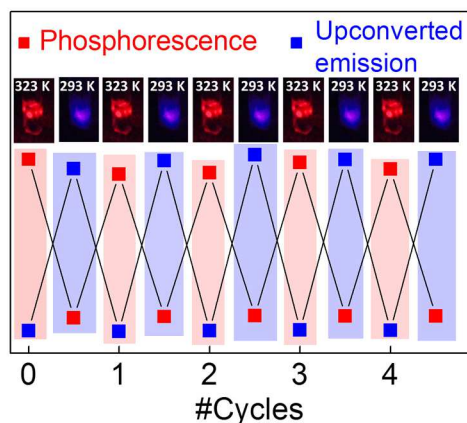 Phosphorescence
Upconverted
emission
323 K 293 K 323 K 293 K 323 K 293 K 323 K 293 K 323 K 293 K
0 1 2 3 4
#Cycles